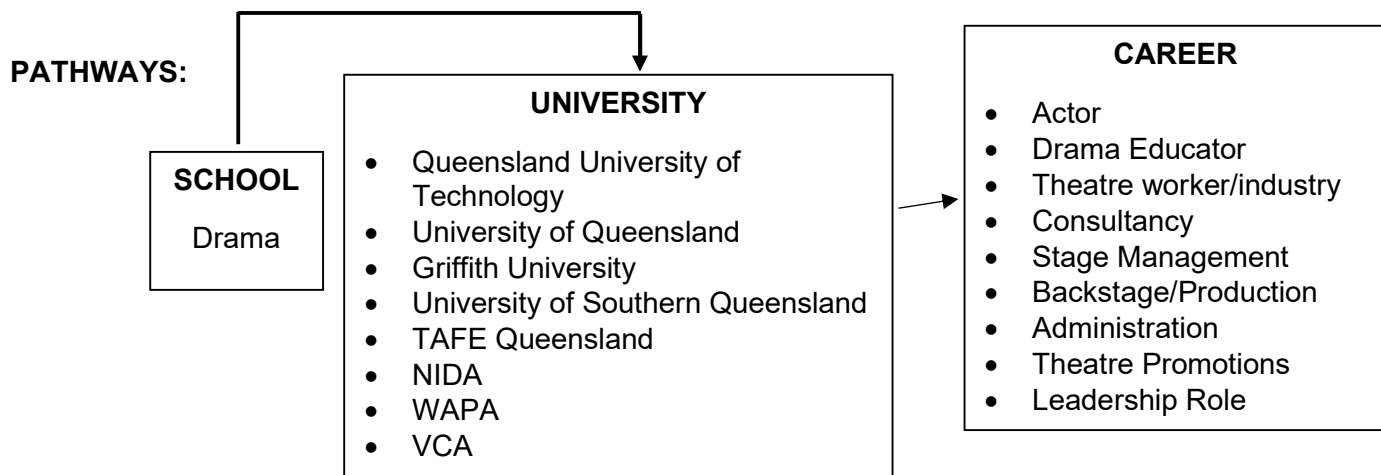 PATHWAYS:
SCHOOL
Drama
UNIVERSITY
• Queensland University of
Technology
• University of Queensland
• Griffith University
• University of Southern Queensland
• TAFE Queensland
• NIDA
• WAPA
• VCA
CAREER
• Actor
• Drama Educator
• Theatre worker/industry
• Consultancy
• Stage Management
• Backstage/Production
• Administration
• Theatre Promotions
• Leadership Role